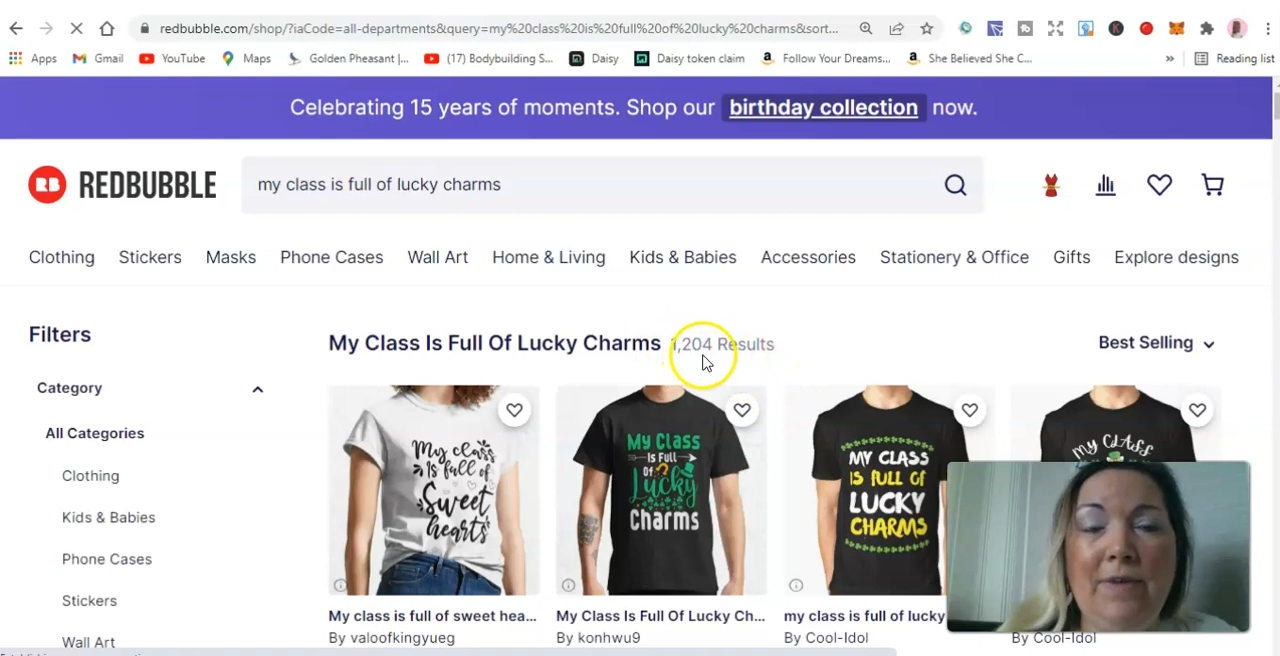 redbubble.com/shop/?iaCode=all-departments&query=my%20class%20is%20full%20of%20lucky%20charms&sort...
Apps Gmail YouTube Maps Golden Pheasant |... (17) Bodybuilding S... Daisy Daisy token claim Follow Your Dreams... She Believed She C... » Reading list
Celebrating 15 years of moments. Shop our birthday collection now.
RB REDBUBBLE my class is full of lucky charms
Clothing Stickers Masks Phone Cases Wall Art Home & Living Kids & Babies Accessories Stationery & Office Gifts Explore designs
Filters
My Class Is Full Of Lucky Charms 1,204 Results Best Selling
Category
All Categories
Clothing
Kids & Babies
Phone Cases
Stickers
Wall Art
My class
is full of
Sweet
hearts
My Class
Is Full
Of
Lucky
Charms
MY CLASS
IS FULL OF
LUCKY
CHARMS
MY CLASS
My class is full of sweet hea... My Class Is Full Of Lucky Ch... my class is full of lucky
By valoofkingyueg By konhwu9 By Cool-Idol By Cool-Idol